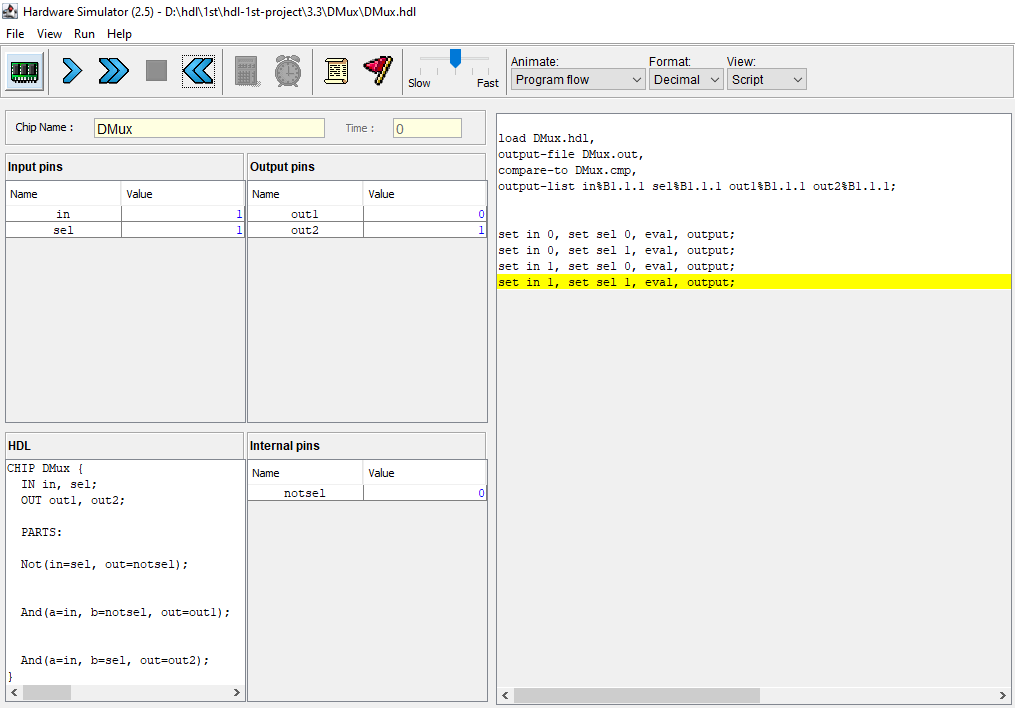 Hardware Simulator (2.5) - D:\hdl\1st\hdl-1st-project\3.3\DMux\DMux.hdl
File View Run Help
Slow Fast
Animate: Format: View:
Program flow Decimal Script
Chip Name : DMux Time : 0
Input pins
Name Value
in 1
sel 1
Output pins
Name Value
out1 0
out2 1
HDL
CHIP DMux {
IN in, sel;
OUT out1, out2;
PARTS:
Not(in=sel, out=notsel);
And(a=in, b=notsel, out=out1);
And(a=in, b=sel, out=out2);
}
Internal pins
Name Value
notsel 0
load DMux.hdl,
output-file DMux.out,
compare-to DMux.cmp,
output-list in%B1.1.1 sel%B1.1.1 out1%B1.1.1 out2%B1.1.1;
set in 0, set sel 0, eval, output;
set in 0, set sel 1, eval, output;
set in 1, set sel 0, eval, output;
set in 1, set sel 1, eval, output;